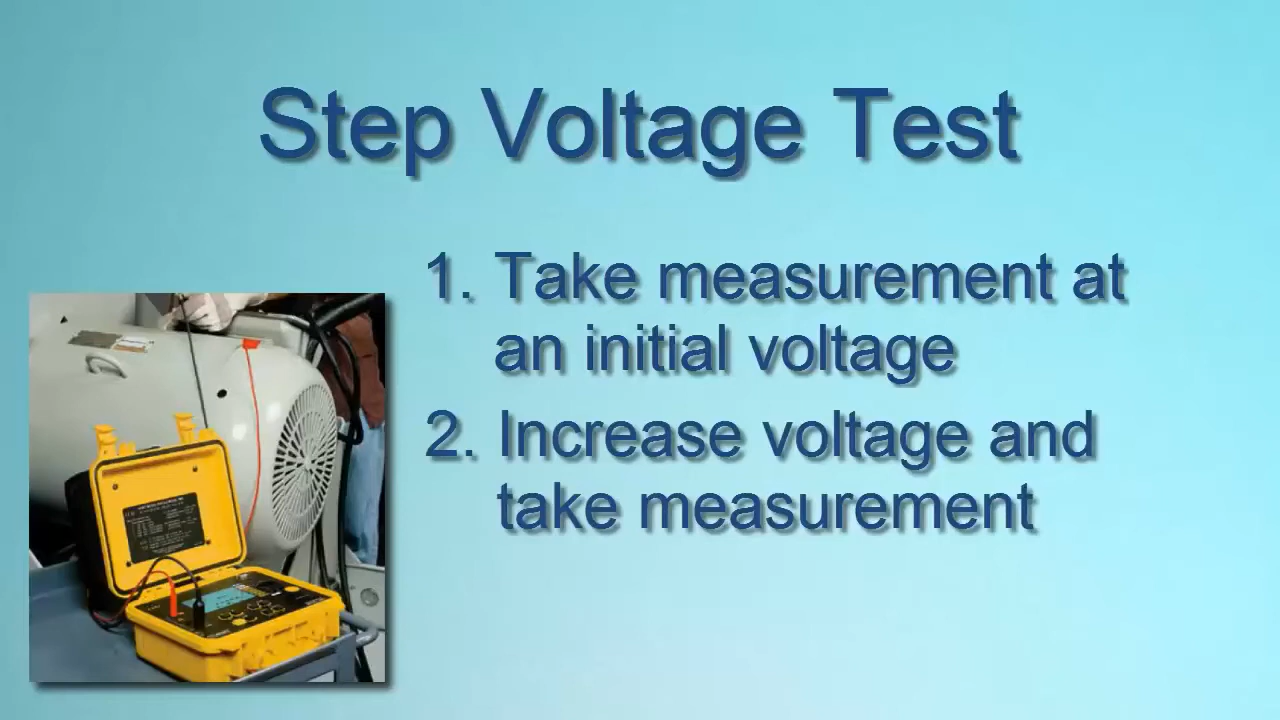 Step Voltage Test
1. Take measurement at
an initial voltage
2. Increase voltage and
take measurement